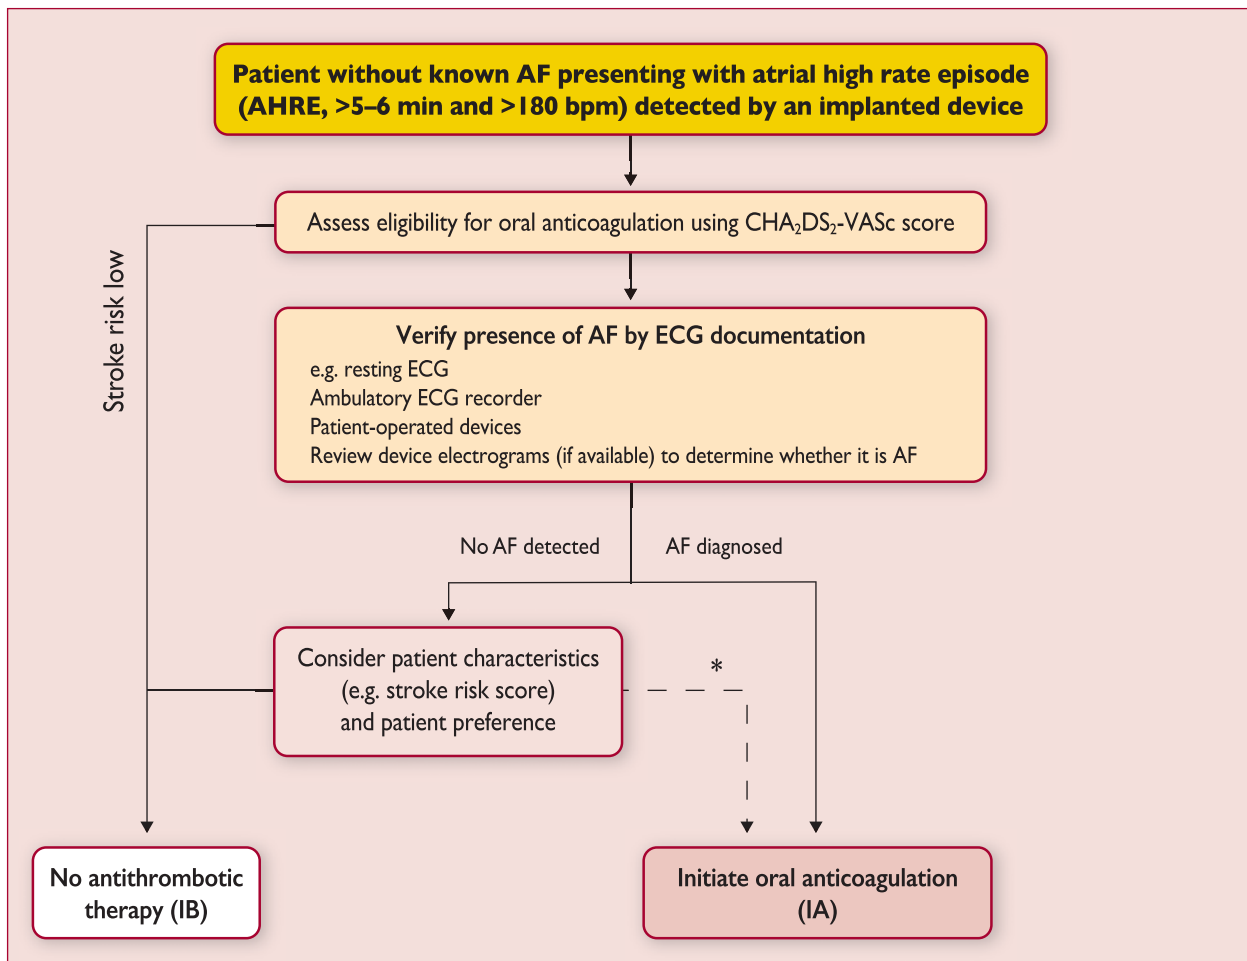 Patient without known AF presenting with atrial high rate episode
(AHRE, >5–6 min and >180 bpm) detected by an implanted device
Assess eligibility for oral anticoagulation using CHA₂DS₂-VASc score
Stroke risk low
Verify presence of AF by ECG documentation
e.g. resting ECG
Ambulatory ECG recorder
Patient-operated devices
Review device electrograms (if available) to determine whether it is AF
No AF detected
AF diagnosed
Consider patient characteristics
(e.g. stroke risk score)
and patient preference
*
No antithrombotic
therapy (IB)
Initiate oral anticoagulation
(IA)